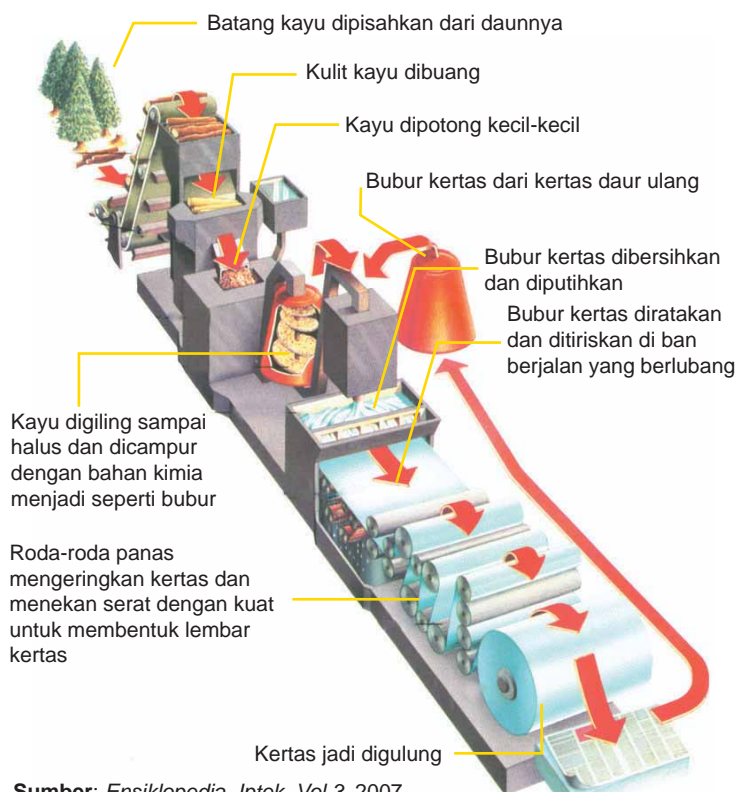 Batang kayu dipisahkan dari daunnya
Kulit kayu dibuang
Kayu dipotong kecil-kecil
Bubur kertas dari kertas daur ulang
Bubur kertas dibersihkan
dan diputihkan
Bubur kertas diratakan
dan ditiriskan di ban
berjalan yang berlubang
Kayu digiling sampai
halus dan dicampur
dengan bahan kimia
menjadi seperti bubur
Roda-roda panas
mengeringkan kertas dan
menekan serat dengan kuat
untuk membentuk lembar
kertas
Kertas jadi digulung
Sumber: Ensiklopedia Iptek, Vol 3, 2007